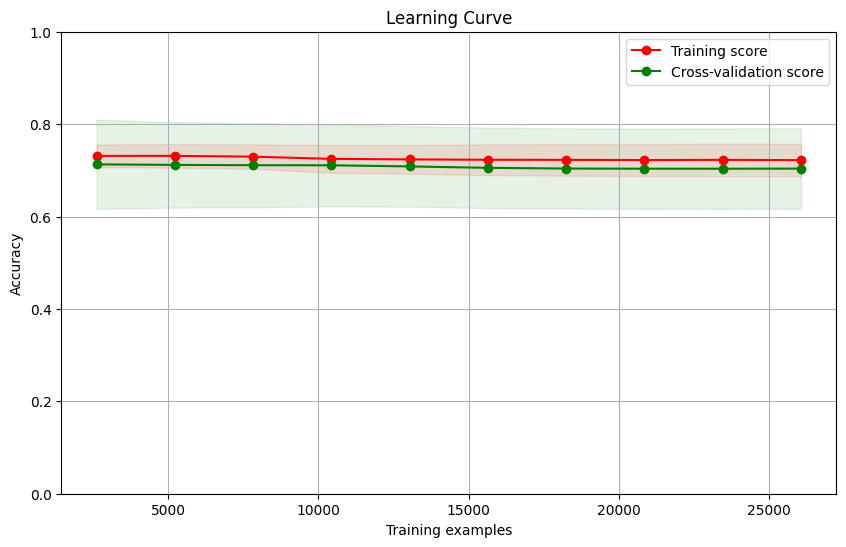 Learning Curve
1.0
Training score
Cross-validation score
0.8
0.6
Accuracy
0.4
0.2
0.0
5000 10000 15000 20000 25000
Training examples